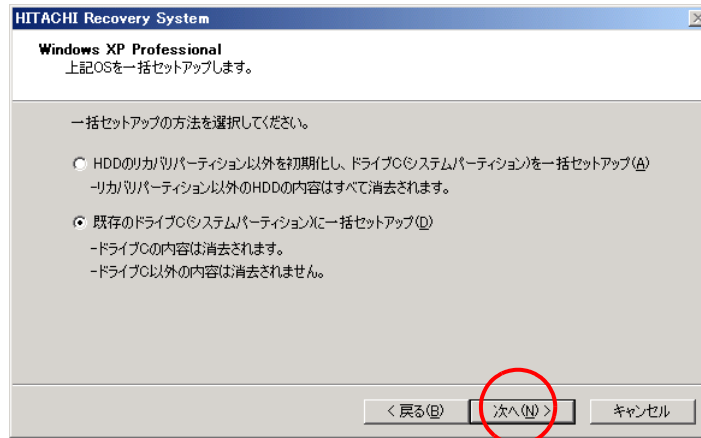 HITACHI Recovery System
Windows XP Professional
上記OSを一括セットアップします。
一括セットアップの方法を選択してください。
HDDのリカバリパーティション以外を初期化し、ドライブC(システムパーティション)を一括セットアップ(A)
-リカバリパーティション以外のHDDの内容はすべて消去されます。
既存のドライブC(システムパーティション)に一括セットアップ(D)
-ドライブCの内容は消去されます。
-ドライブC以外の内容は消去されません。
< 戻る(B) 次へ(N) > キャンセル